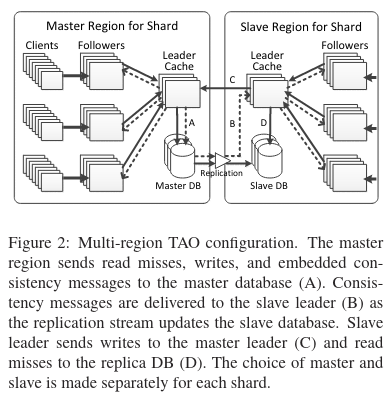 Master Region for Shard
Slave Region for Shard
Clients
Followers
Leader
Cache
Leader
Cache
Followers
C
A
B
D
Replication
Master DB
Slave DB
Figure 2: Multi-region TAO configuration. The master
region sends read misses, writes, and embedded con-
sistency messages to the master database (A). Consis-
tency messages are delivered to the slave leader (B) as
the replication stream updates the slave database. Slave
leader sends writes to the master leader (C) and read
misses to the replica DB (D). The choice of master and
slave is made separately for each shard.